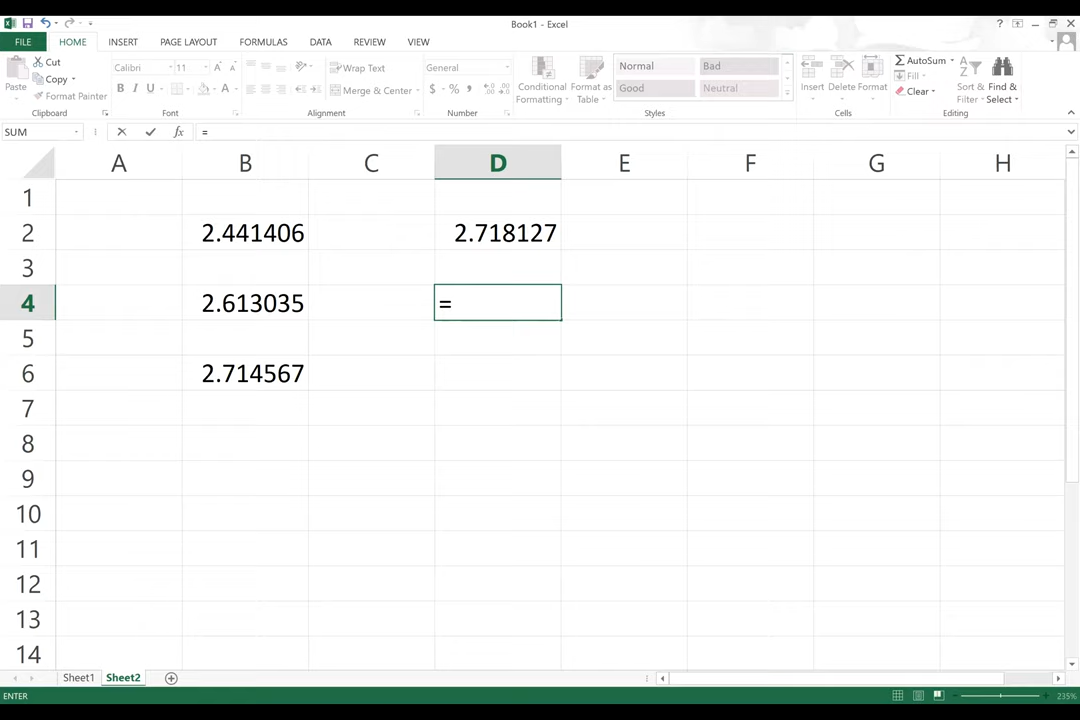 Book1 - Excel
FILE HOME INSERT PAGE LAYOUT FORMULAS DATA REVIEW VIEW
Cut
Copy
Format Painter
Paste
Clipboard
Calibri 11
B I U
Font
Wrap Text
Merge & Center
Alignment
General
$ % ,
Number
Conditional Formatting
Format as Table
Normal Bad
Good Neutral
Styles
Insert Delete Format
Cells
AutoSum
Fill
Clear
Sort & Filter
Find & Select
Editing
SUM fx =
A B C D E F G H
1
2 2.441406 2.718127
3
4 2.613035 =
5
6 2.714567
7
8
9
10
11
12
13
14
Sheet1 Sheet2
ENTER 235%